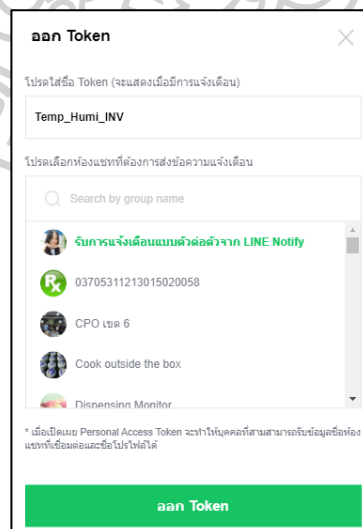 ออก Token
โปรดใส่ชื่อ Token (จะแสดงเมื่อมีการแจ้งเตือน)
Temp_Humi_INV
โปรดเลือกห้องแชทที่ต้องการส่งข้อความแจ้งเตือน
Search by group name
รับการแจ้งเตือนแบบตัวต่อตัวจาก LINE Notify
03705311213015020058
CPO เขต 6
Cook outside the box
Dispensing Monitor
* เมื่อเปิดเผย Personal Access Token จะทำให้บุคคลที่สามสามารถรับข้อมูลชื่อห้อง
แชทที่เชื่อมต่อและชื่อโปรไฟล์ได้
ออก Token